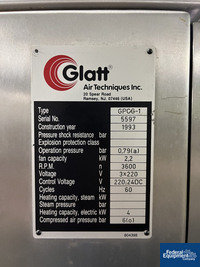 Glatt
Air Techniques Inc.
20 Spear Road
Ramsey, NJ. 07446 (USA)
Type GPCG-1
Serial No. 5597
Construction year 1993
Pressure shock resistance bar
Explosion protection class
Operation pressure bar 0,79(a)
fan capacity kW 2,2
R.P.M. n 3600
Voltage V 3×220
Control Voltage V 220,24DC
Cycles Hz 60
Heating capacity, steam kW
Steam pressure bar
Heating capacity, electric kW 4
Compressed air pressure bar 6(o)
Federal Equipment